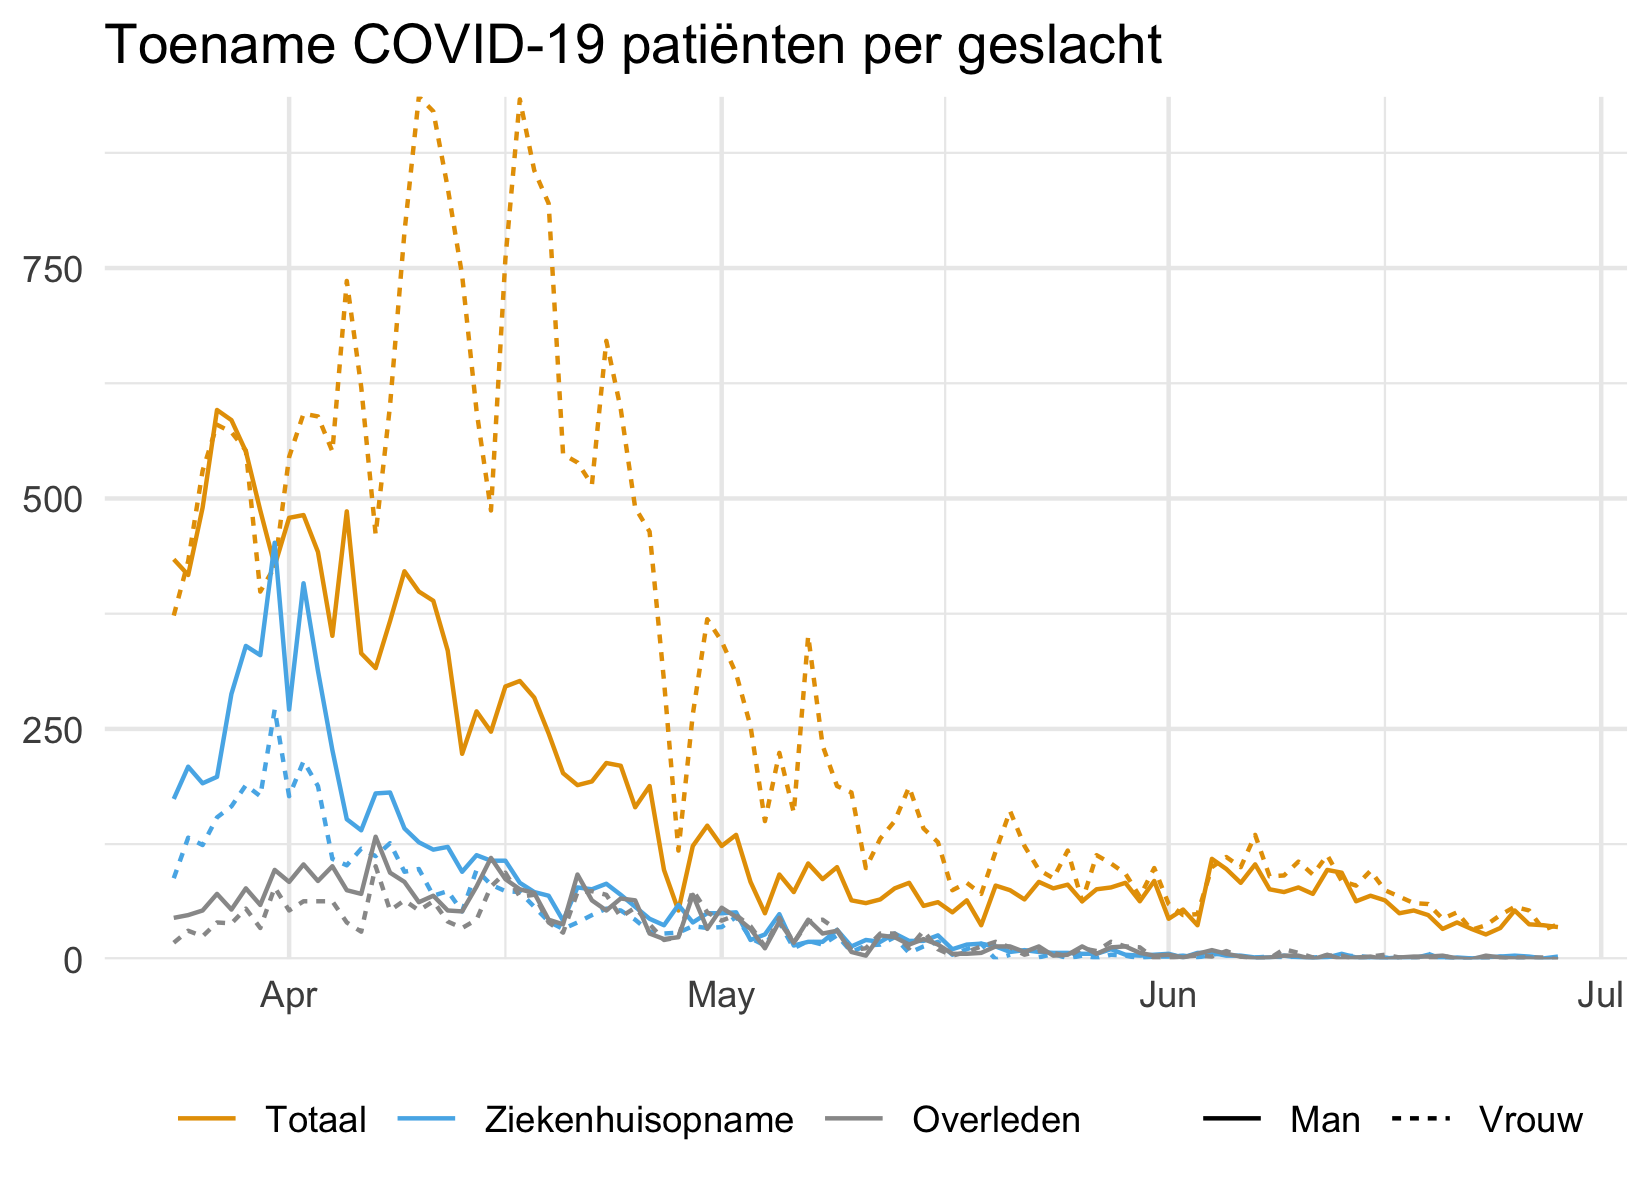 Toename COVID-19 patiënten per geslacht
750
500
250
0
Apr May Jun Jul
Totaal Ziekenhuisopname Overleden Man Vrouw